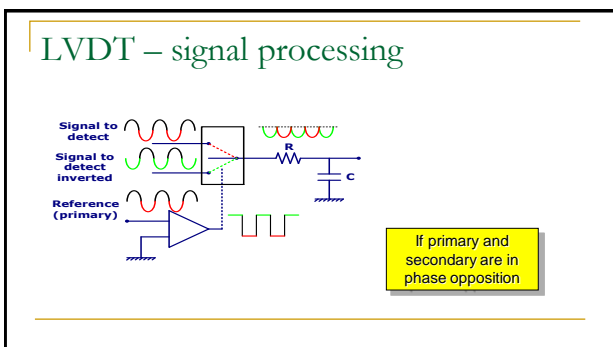 LVDT – signal processing
Signal to
detect
Signal to
detect
inverted
Reference
(primary)
R
C
If primary and
secondary are in
phase opposition